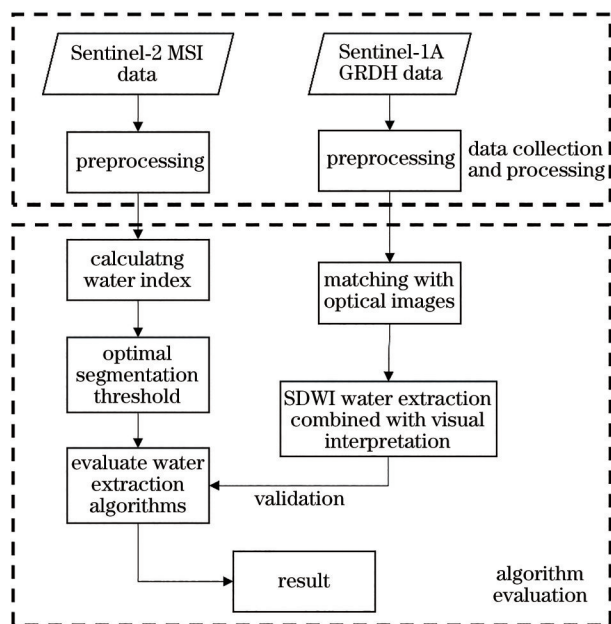 Sentinel-2 MSI
data
Sentinel-1A
GRDH data
preprocessing
preprocessing
data collection
and processing
calculatng
water index
matching with
optical images
optimal
segmentation
threshold
SDWI water extraction
combined with visual
interpretation
evaluate water
extraction
algorithms
validation
result
algorithm
evaluation